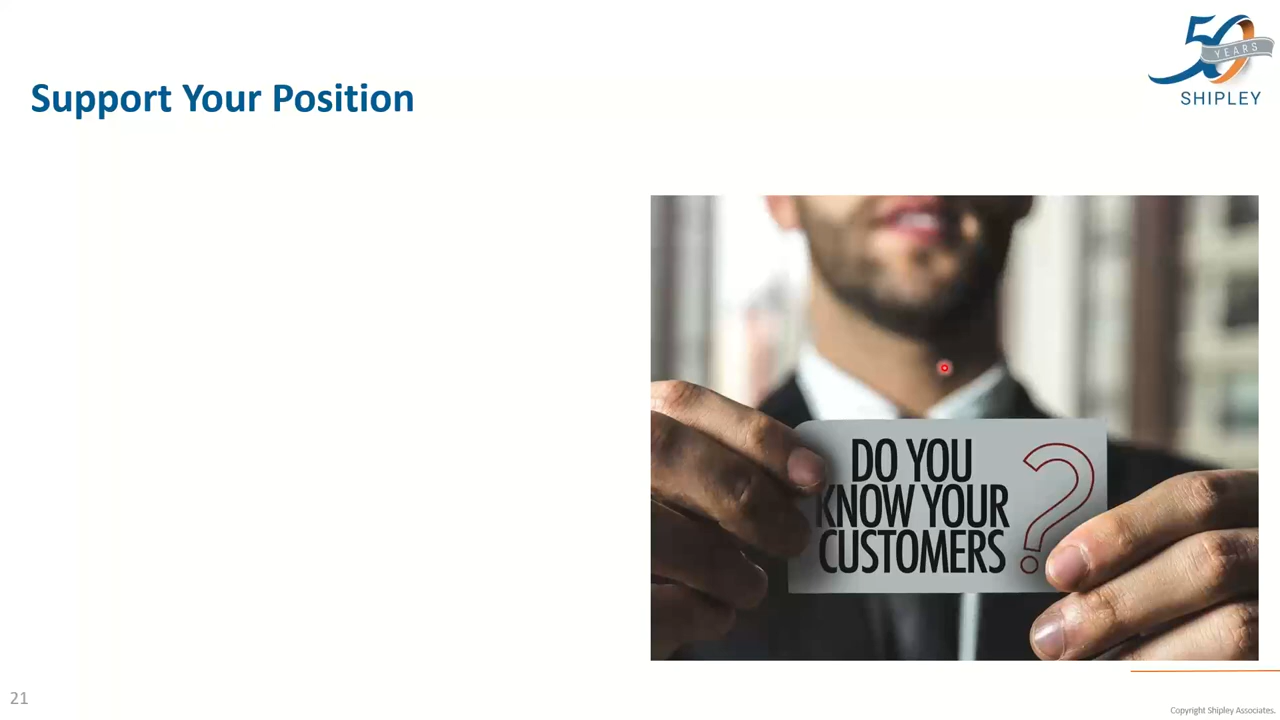 50
YEARS
SHIPLEY
Support Your Position
DO YOU
KNOW YOUR
CUSTOMERS
?
21
Copyright Shipley Associates.